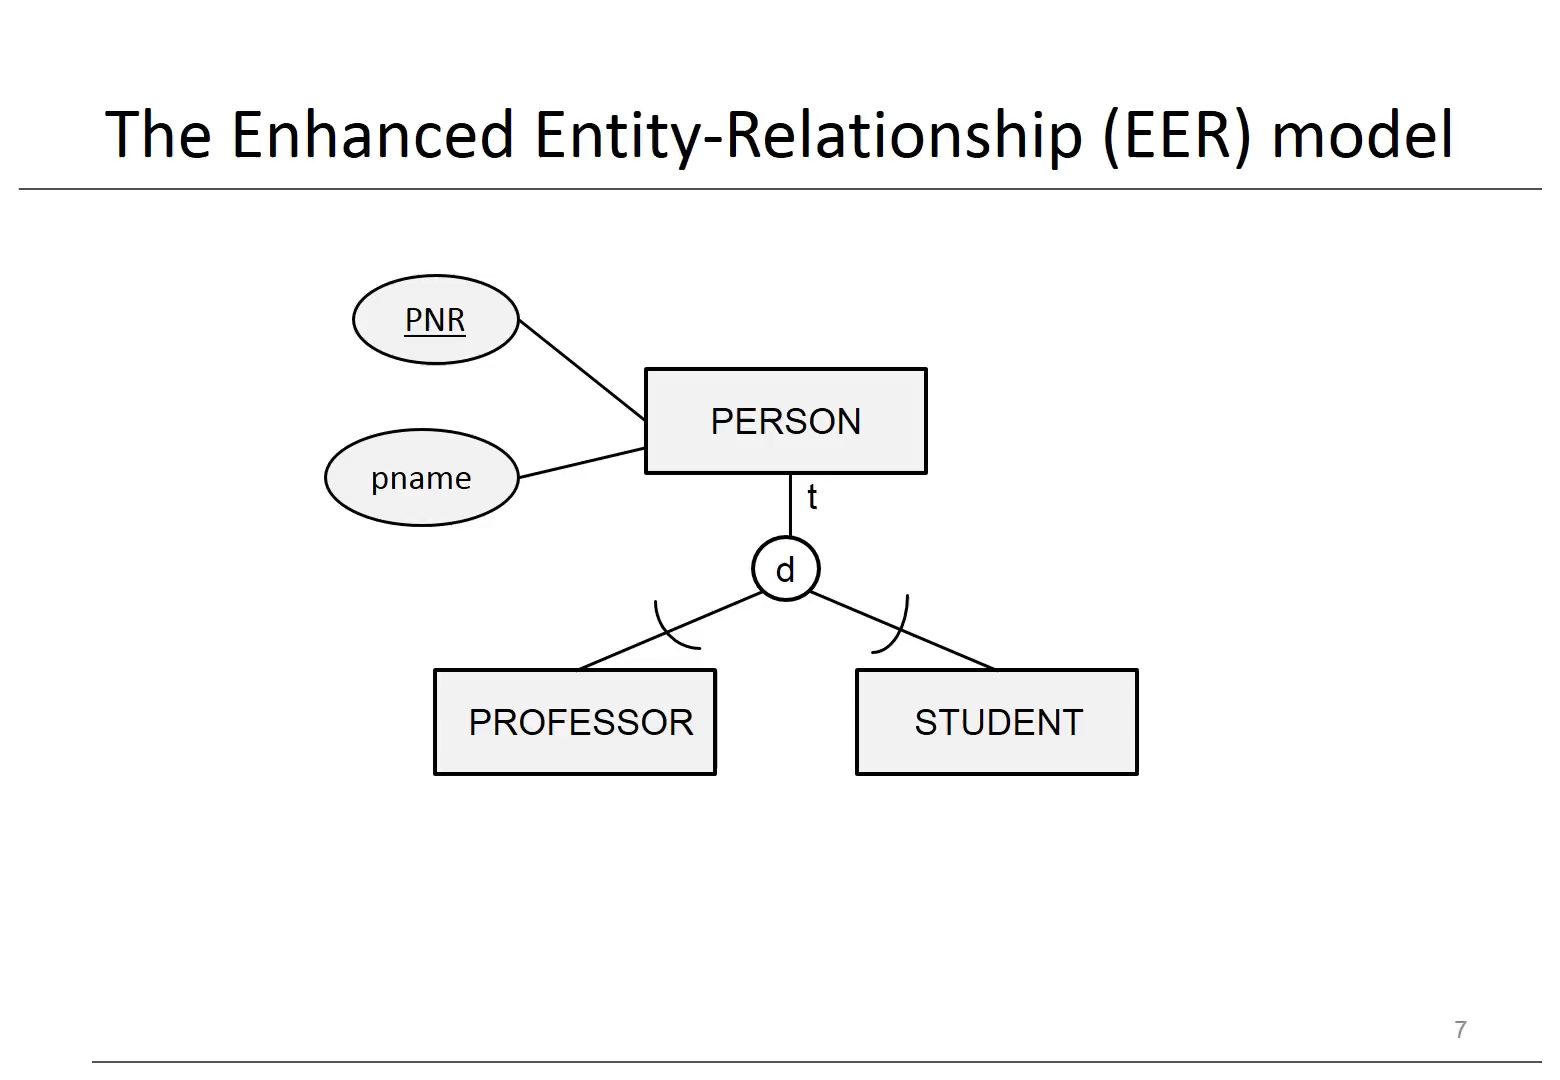 The Enhanced Entity-Relationship (EER) model
PNR
PERSON
pname
t
d
PROFESSOR
STUDENT
7